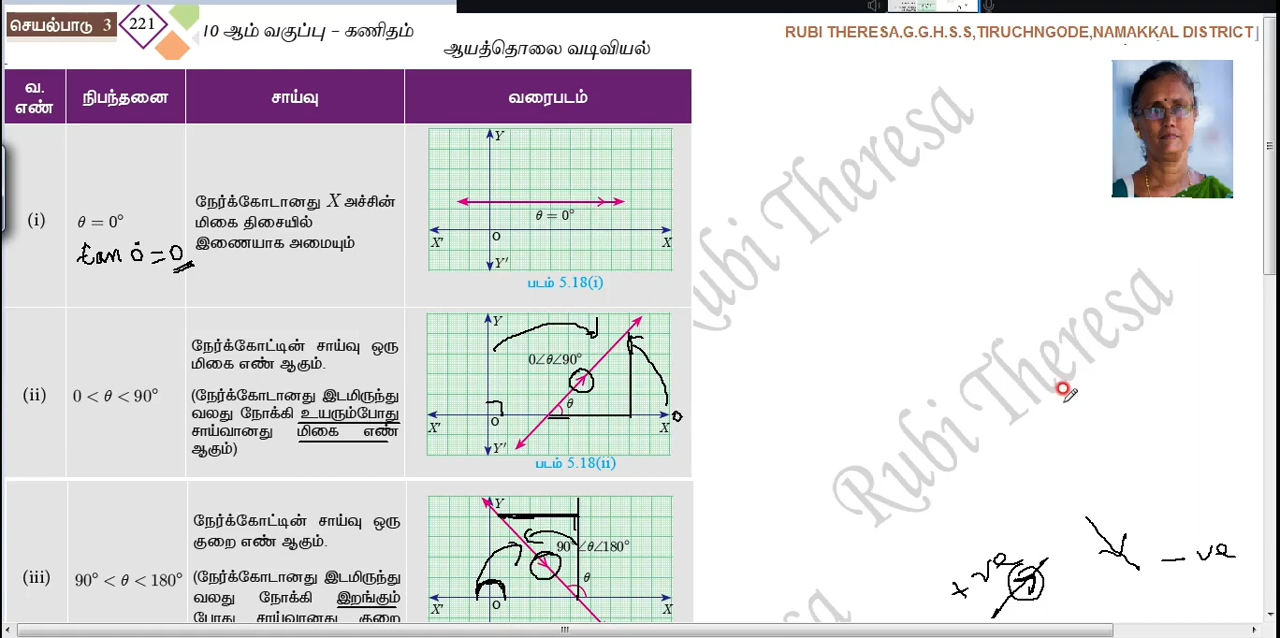 செயல்பாடு 3
221
10 ஆம் வகுப்பு - கணிதம்
ஆயத்தொலை வடிவியல்
RUBI THERESA,G.G.H.S.S,TIRUCHNGODE,NAMAKKAL DISTRICT
வ. எண்
நிபந்தனை
சாய்வு
வரைபடம்
(i)
θ = 0°
tan 0° = 0
நேர்க்கோடானது X அச்சின்
மிகை திசையில்
இணையாக அமையும்
Y
θ = 0°
X'
O
X
Y'
படம் 5.18(i)
(ii)
0 < θ < 90°
நேர்கோட்டின் சாய்வு ஒரு
மிகை எண் ஆகும்.
(நேர்க்கோடானது இடமிருந்து
வலது நோக்கி உயரும்போது
சாய்வானது மிகை எண்
ஆகும்)
Y
0∠θ∠90°
θ
X'
O
X
0
Y'
படம் 5.18(ii)
(iii)
90° < θ < 180°
நேர்கோட்டின் சாய்வு ஒரு
குறை எண் ஆகும்.
(நேர்க்கோடானது இடமிருந்து
வலது நோக்கி இறங்கும்
போது சாய்வானது குறை
Y
90°∠θ∠180°
θ
X'
O
X
+ve
- ve
Rubi Theresa
Rubi Theresa